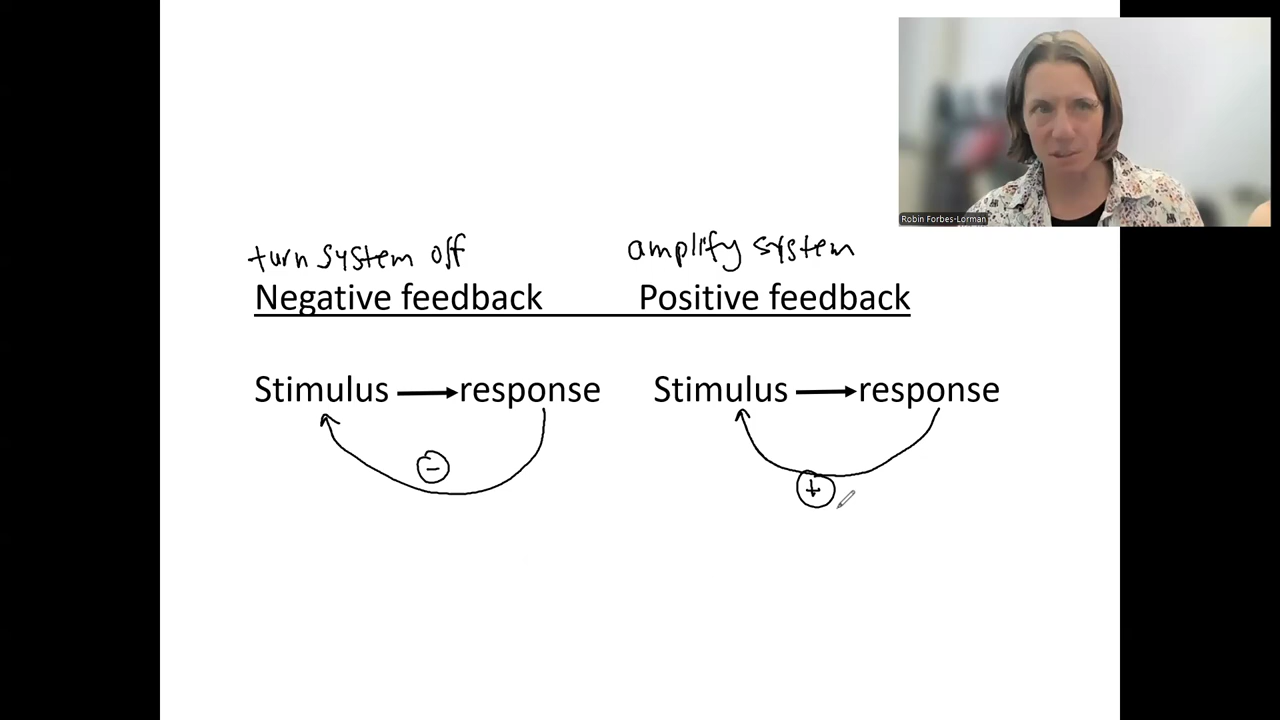 Robin Forbes-Lorman
turn system off amplify system
Negative feedback Positive feedback
Stimulus response Stimulus response
-
+